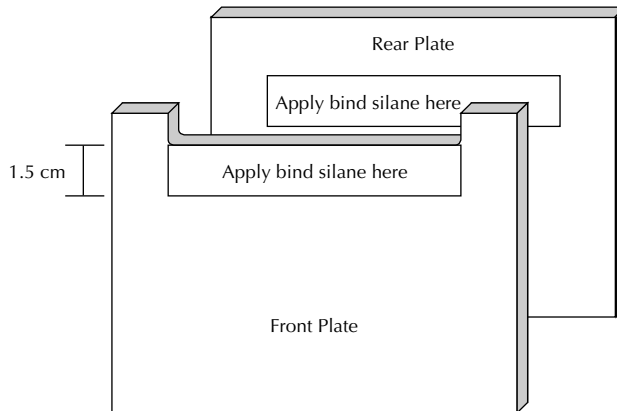 Rear Plate
Apply bind silane here
1.5 cm
Apply bind silane here
Front Plate